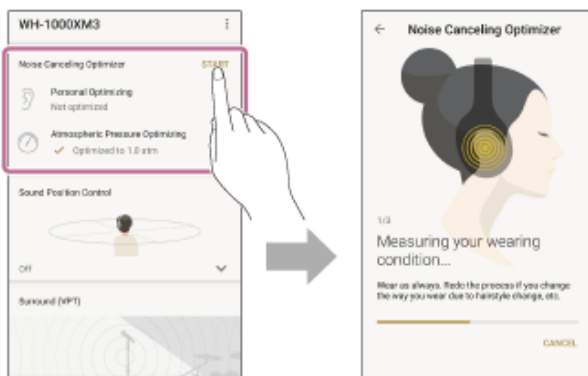 WH-1000XM3
Noise Canceling Optimizer START
Personal Optimizing
Not optimized
Atmospheric Pressure Optimizing
Optimized to 1.0 atm
Sound Position Control
Off
Surround (VPT)
Noise Canceling Optimizer
1/3
Measuring your wearing
condition...
Wear as always. Redo the process if you change
the way you wear due to hairstyle change, etc.
CANCEL